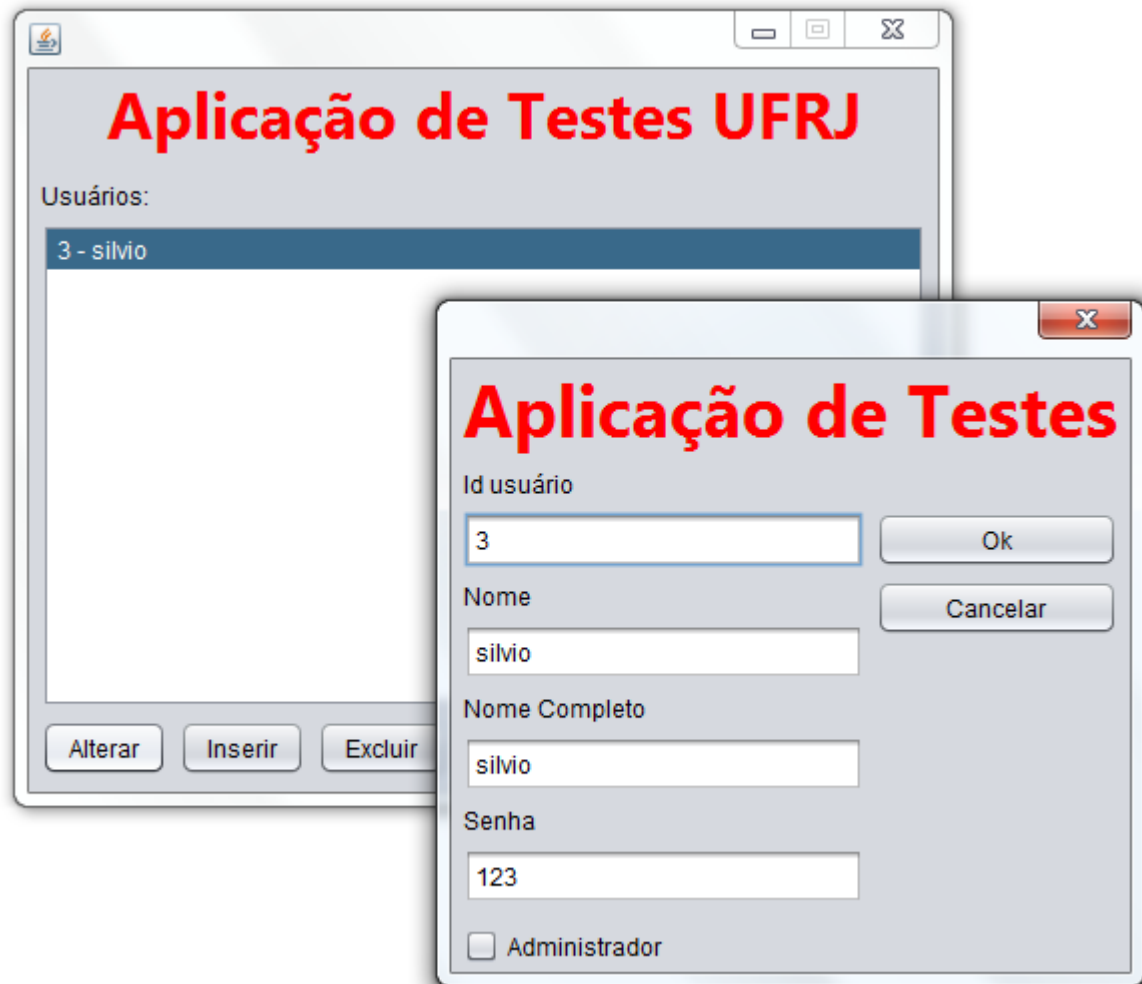 Aplicação de Testes UFRJ
Usuários:
3 - silvio
Alterar Inserir Excluir
Aplicação de Testes
Id usuário
3 Ok
Nome Cancelar
silvio
Nome Completo
silvio
Senha
123
Administrador